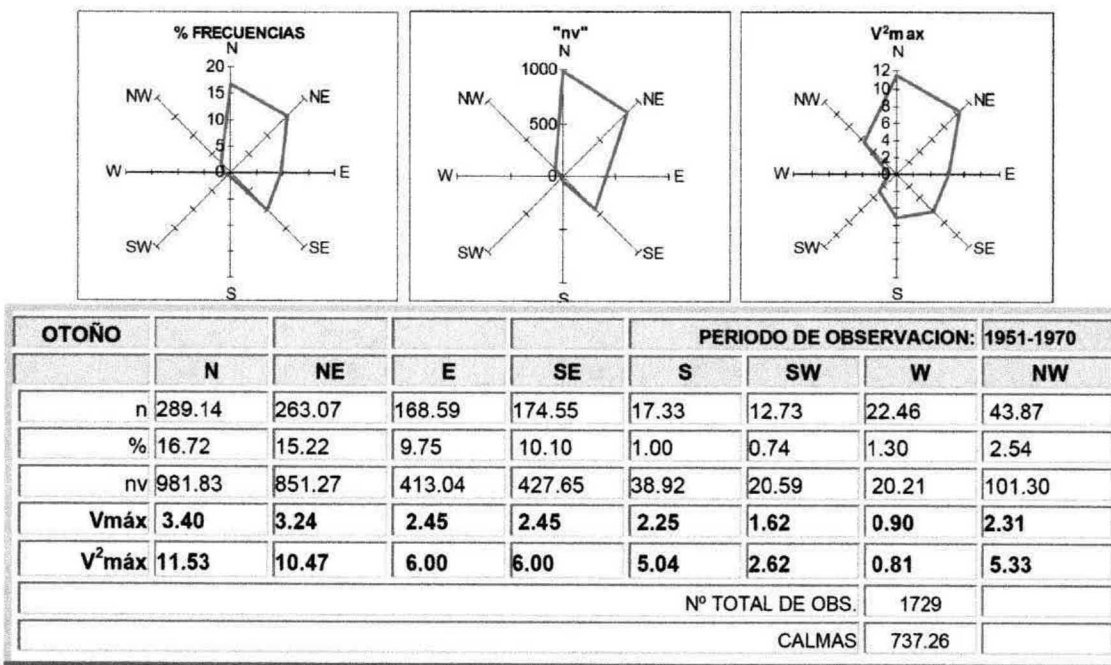 % FRECUENCIAS
N
20
15
10
5
0
NW
NE
W
E
SW
SE
S
"nv"
N
1000
500
0
NW
NE
W
E
SW
SE
S
V²max
N
12
10
8
6
4
2
0
NW
NE
W
E
SW
SE
S
OTOÑO PERIODO DE OBSERVACION: 1951-1970
N NE E SE S SW W NW
n 289.14 263.07 168.59 174.55 17.33 12.73 22.46 43.87
% 16.72 15.22 9.75 10.10 1.00 0.74 1.30 2.54
nv 981.83 851.27 413.04 427.65 38.92 20.59 20.21 101.30
Vmáx 3.40 3.24 2.45 2.45 2.25 1.62 0.90 2.31
V²máx 11.53 10.47 6.00 6.00 5.04 2.62 0.81 5.33
Nº TOTAL DE OBS. 1729
CALMAS 737.26